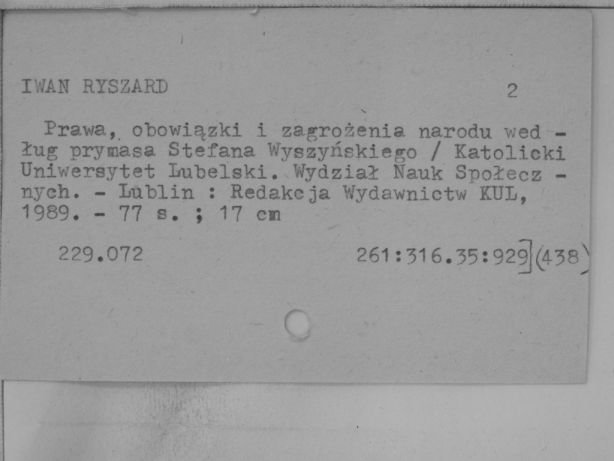 IWAN RYSZARD 2
Prawa, obowiązki i zagrożenia narodu wed -
ług prymasa Stefana Wyszyńskiego / Katolicki
Uniwersytet Lubelski. Wydział Nauk Społecz -
nych. - Lublin : Redakcja Wydawnictw KUL,
1989. - 77 s. ; 17 cm
229.072 261:316.35:929](438)